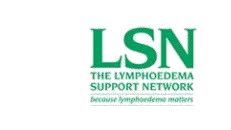 LSN
THE LYMPHOEDEMA
SUPPORT NETWORK
because lymphoedema matters